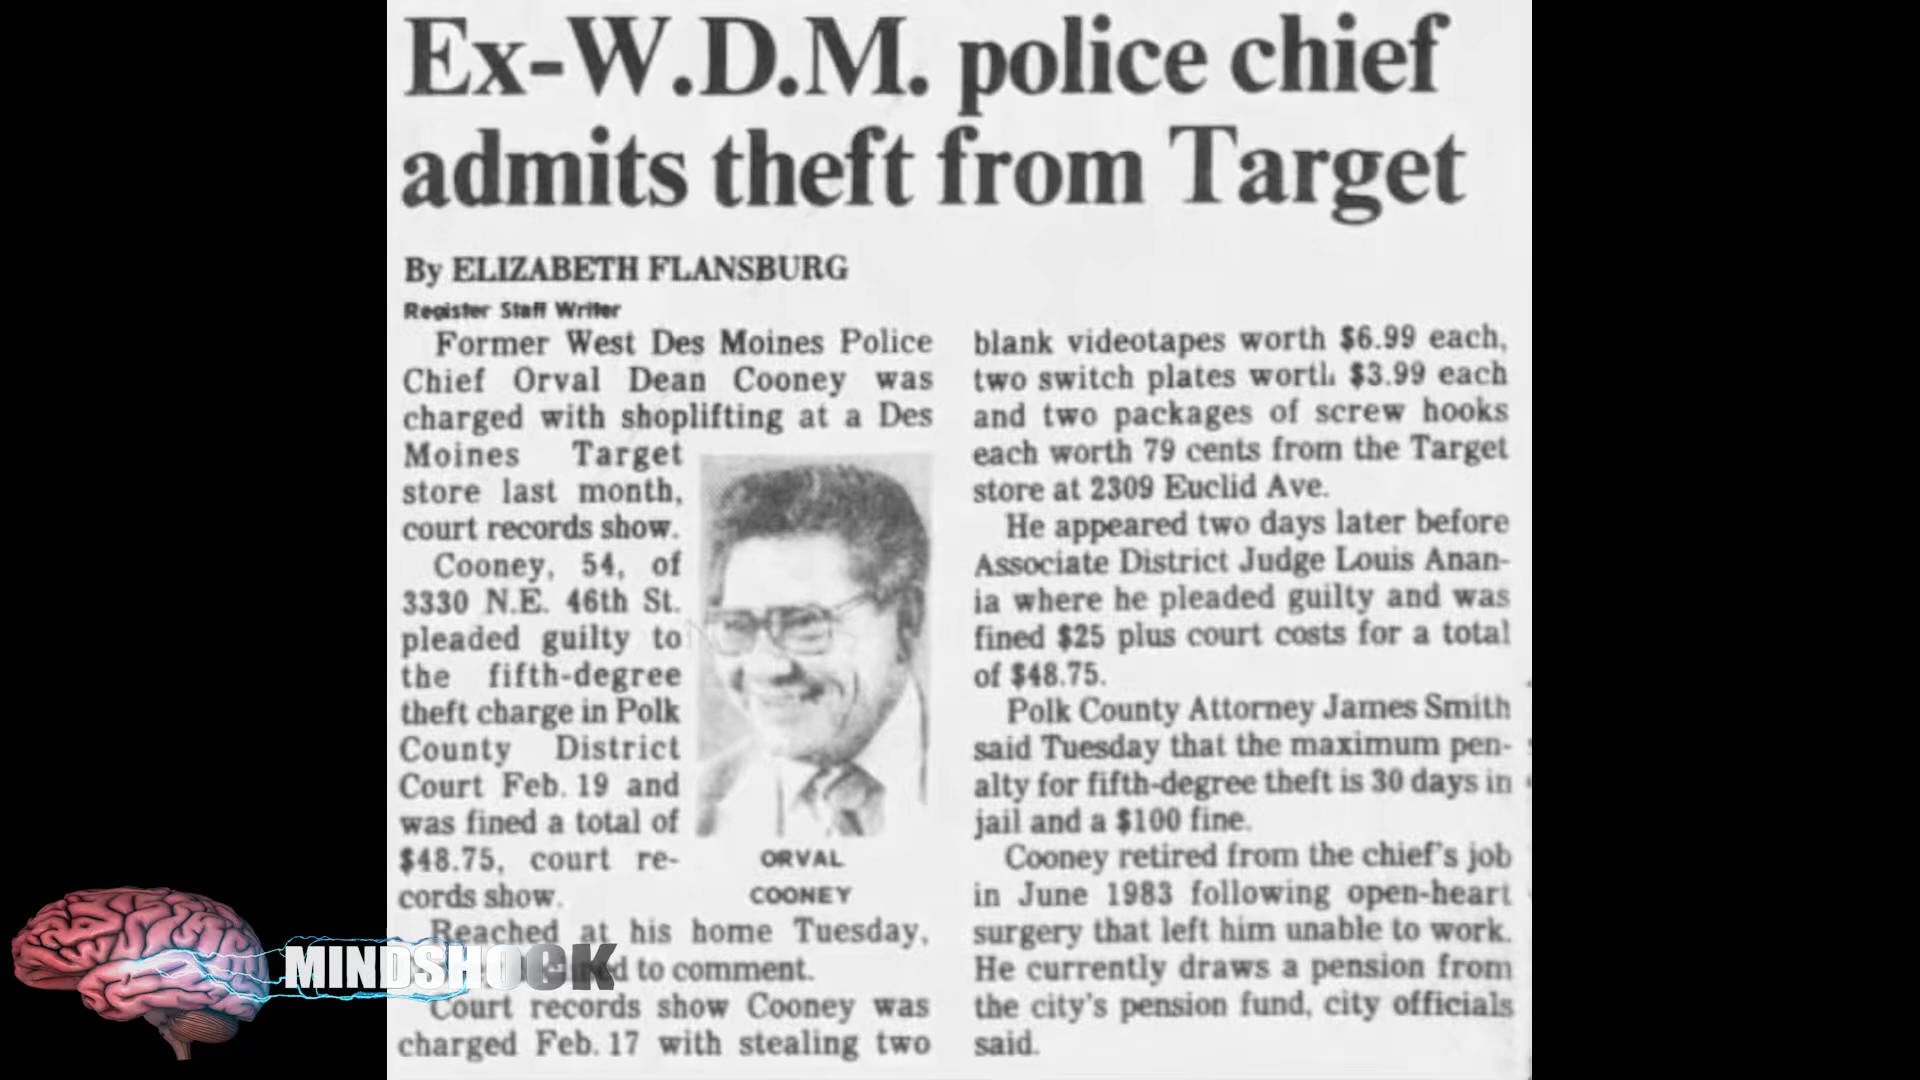 Ex-W.D.M. police chief
admits theft from Target
By ELIZABETH FLANSBURG
Register Staff Writer
Former West Des Moines Police
Chief Orval Dean Cooney was
charged with shoplifting at a Des
Moines Target
store last month,
court records show.
Cooney, 54, of
3330 N.E. 46th St.
pleaded guilty to
the fifth-degree
theft charge in Polk
County District
Court Feb. 19 and
was fined a total of
$48.75, court re-
cords show.
Reached at his home Tuesday,
to comment.
Court records show Cooney was
charged Feb. 17 with stealing two
ORVAL
COONEY
blank videotapes worth $6.99 each,
two switch plates worth $3.99 each
and two packages of screw hooks
each worth 79 cents from the Target
store at 2309 Euclid Ave.
He appeared two days later before
Associate District Judge Louis Anan-
ia where he pleaded guilty and was
fined $25 plus court costs for a total
of $48.75.
Polk County Attorney James Smith
said Tuesday that the maximum pen-
alty for fifth-degree theft is 30 days in
jail and a $100 fine.
Cooney retired from the chief's job
in June 1983 following open-heart
surgery that left him unable to work.
He currently draws a pension from
the city's pension fund, city officials
said.
MINDSHOCK